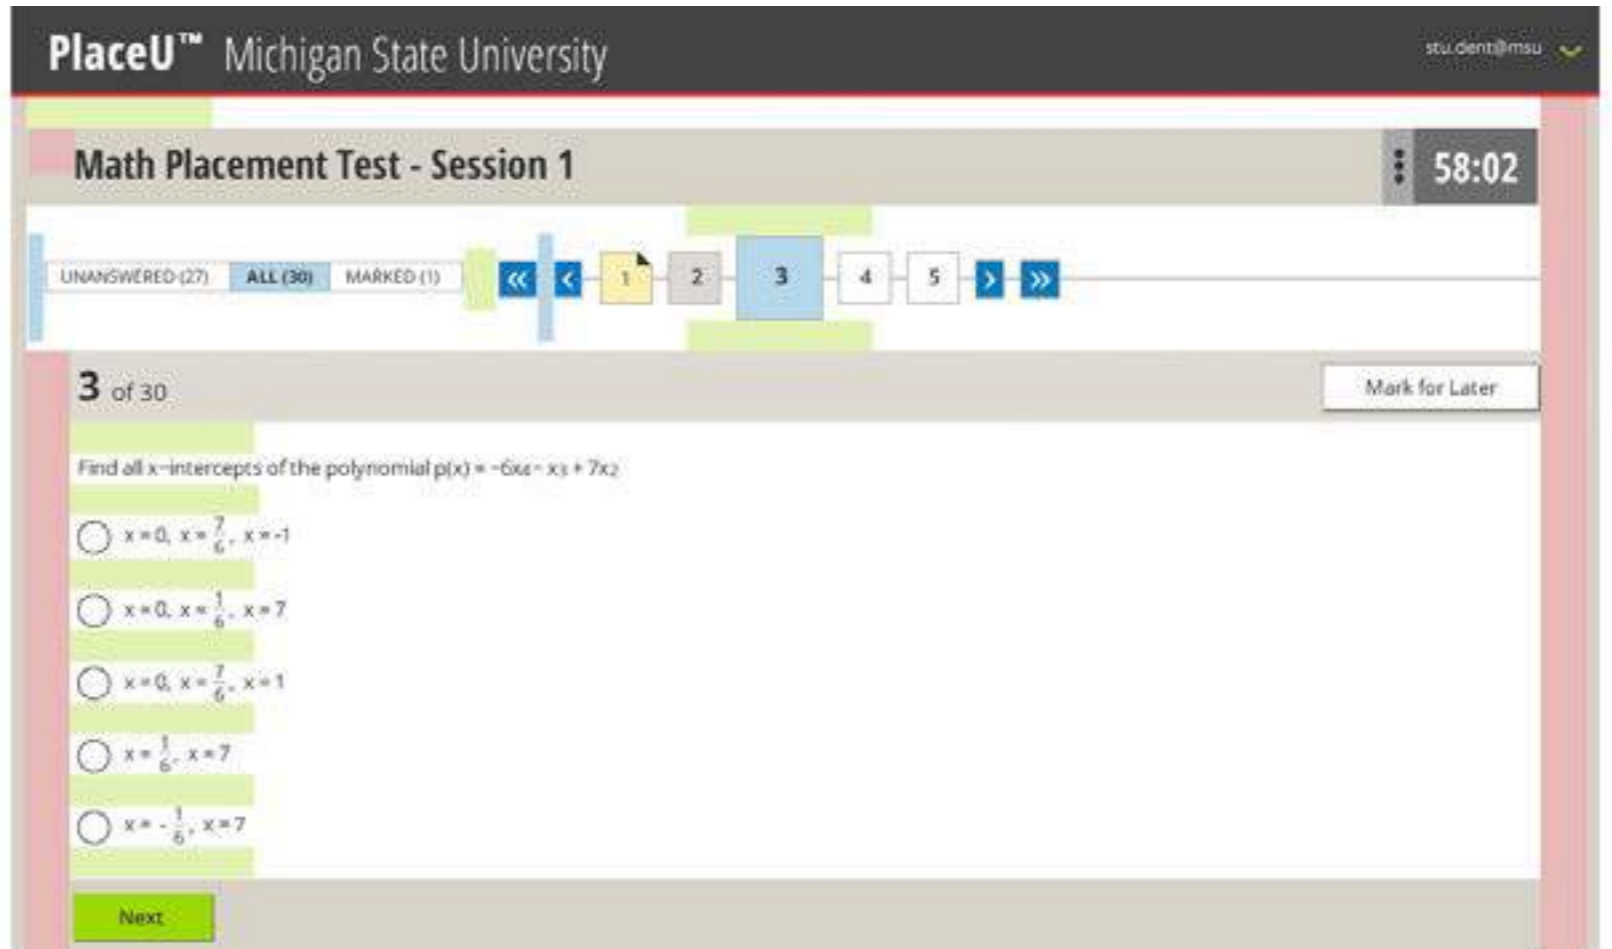 PlaceU™ Michigan State University
stu.dent@msu
Math Placement Test - Session 1
58:02
UNANSWERED (27) ALL (30) MARKED (1) « < 1 2 3 4 5 > »
3 of 30
Mark for Later
Find all x-intercepts of the polynomial p(x) = -6x4 - x3 + 7x2
x = 0, x = 7/6, x = -1
x = 0, x = 1/6, x = 7
x = 0, x = 7/6, x = 1
x = 1/6, x = 7
x = - 1/6, x = 7
Next